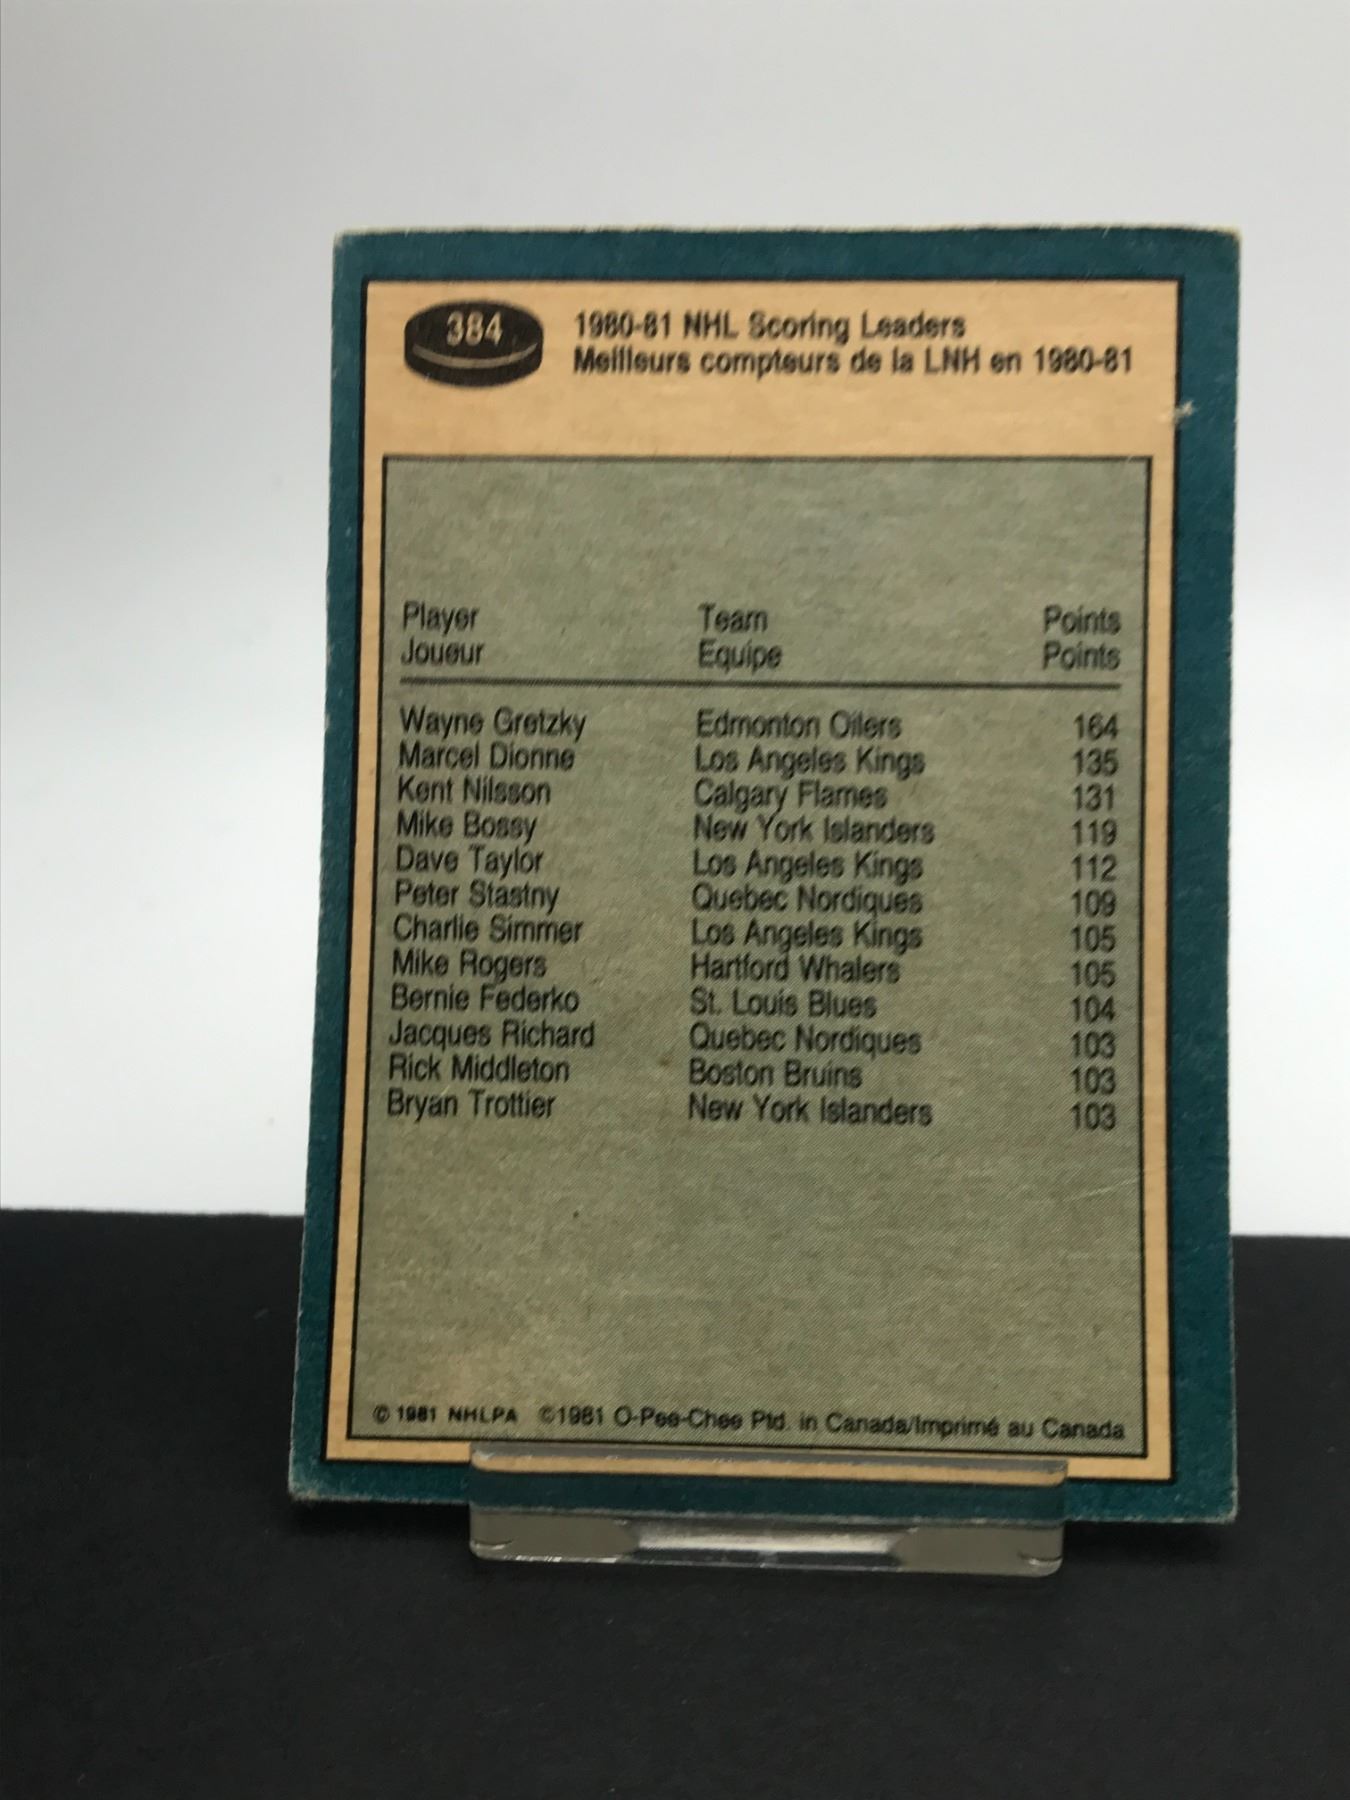 384
1980-81 NHL Scoring Leaders
Meilleurs compteurs de la LNH en 1980-81
Player Team Points
Joueur Equipe Points
Wayne Gretzky Edmonton Oilers 164
Marcel Dionne Los Angeles Kings 135
Kent Nilsson Calgary Flames 131
Mike Bossy New York Islanders 119
Dave Taylor Los Angeles Kings 112
Peter Stastny Quebec Nordiques 109
Charlie Simmer Los Angeles Kings 105
Mike Rogers Hartford Whalers 105
Bernie Federko St. Louis Blues 104
Jacques Richard Quebec Nordiques 103
Rick Middleton Boston Bruins 103
Bryan Trottier New York Islanders 103
© 1981 NHLPA ©1981 O-Pee-Chee Ptd. in Canada/Imprimé au Canada